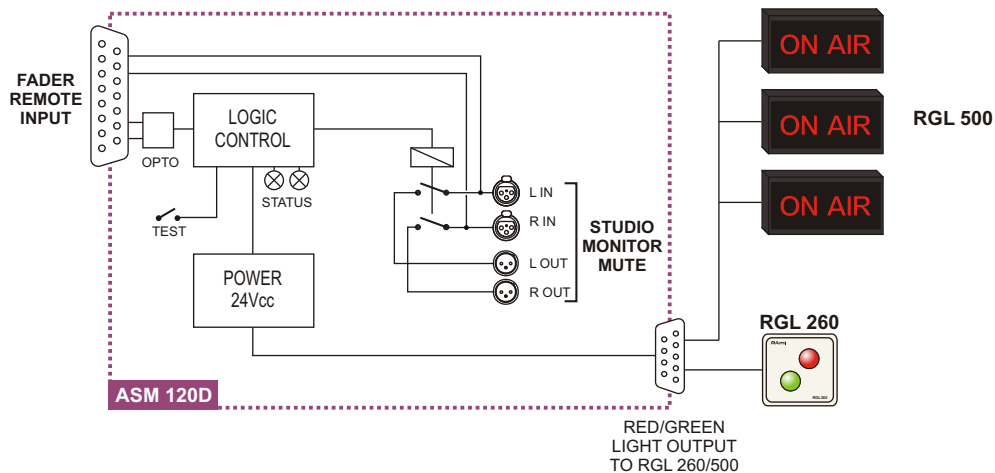 FADER
REMOTE
INPUT
OPTO
LOGIC
CONTROL
STATUS
TEST
POWER
24Vcc
L IN
R IN
L OUT
R OUT
STUDIO
MONITOR
MUTE
ASM 120D
ON AIR
ON AIR
ON AIR
RGL 500
RGL 260
RGL260
RED/GREEN
LIGHT OUTPUT
TO RGL 260/500